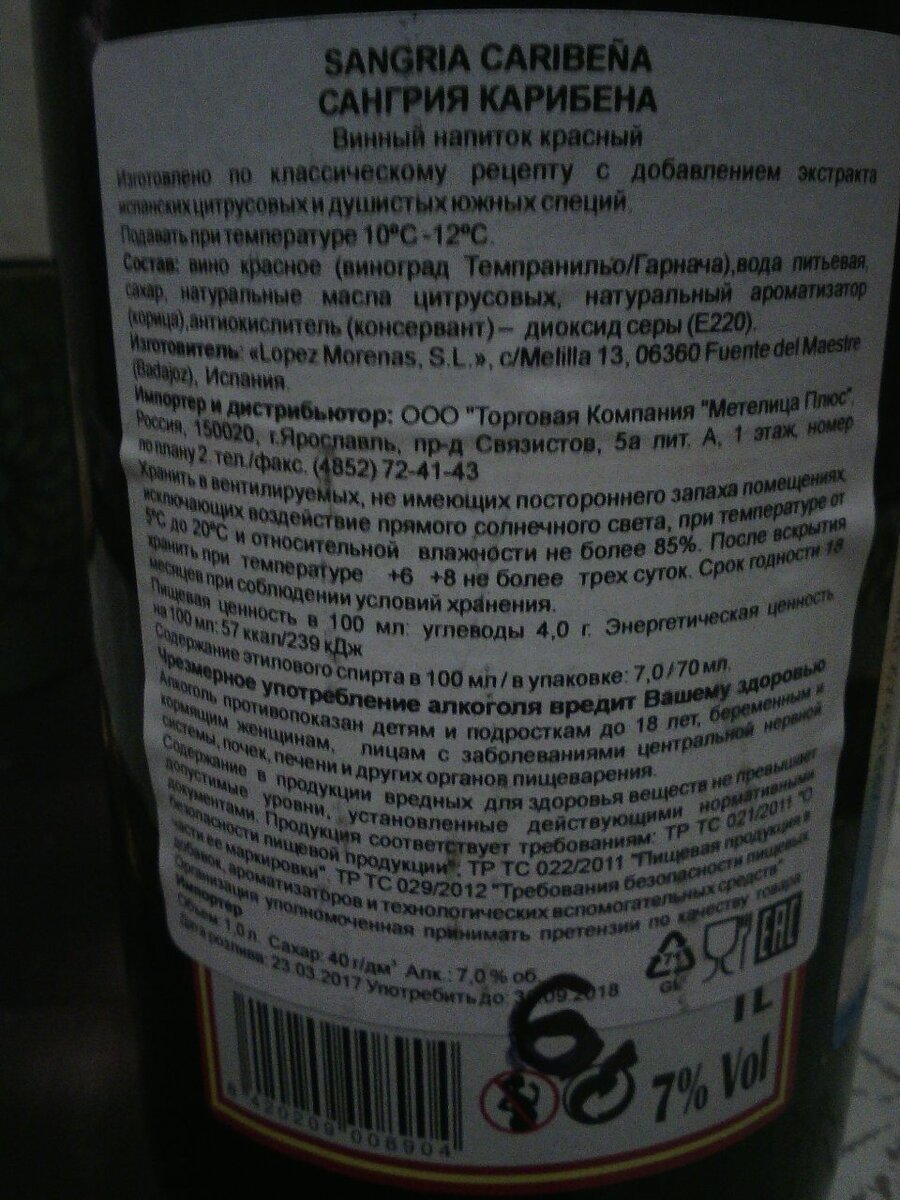 SANGRIA CARIBEÑA
САНГРИЯ КАРИБЕНА
Винный напиток красный
Изготовлено по классическому рецепту с добавлением экстракта
испанских цитрусовых и душистых южных специй.
Подавать при температуре 10ºС -12ºС.
Состав: вино красное (виноград Темпранильо/Гарнача),вода питьевая,
сахар, натуральные масла цитрусовых, натуральный ароматизатор
(корица),антиокислитель (консервант) – диоксид серы (Е220).
Изготовитель: «Lopez Morenas, S.L.», c/Melilla 13, 06360 Fuente del Maestre
(Badajoz), Испания.
Импортер и дистрибьютор: ООО "Торговая Компания "Метелица Плюс",
Россия, 150020, г.Ярославль, пр-д Связистов, 5а лит. А, 1 этаж, номер
по плану 2. тел./факс. (4852) 72-41-43
Хранить в вентилируемых, не имеющих постороннего запаха помещениях,
исключающих воздействие прямого солнечного света, при температуре от
5ºС до 20ºС и относительной влажности не более 85%. После вскрытия
хранить при температуре +6 +8 не более трех суток. Срок годности 18
месяцев при соблюдении условий хранения.
Пищевая ценность в 100 мл: углеводы 4,0 г. Энергетическая ценность
на 100 мл: 57 ккал/239 кДж
Содержание этилового спирта в 100 мл / в упаковке: 7,0 / 70 мл.
Чрезмерное употребление алкоголя вредит Вашему здоровью
Алкоголь противопоказан детям и подросткам до 18 лет, беременным и
кормящим женщинам, лицам с заболеваниями центральной нервной
системы, почек, печени и других органов пищеварения.
Содержание в продукции вредных для здоровья веществ не превышает
допустимые уровни, установленные действующими нормативными
документами. Продукция соответствует требованиям: ТР ТС 021/2011 "О
безопасности пищевой продукции"; ТР ТС 022/2011 "Пищевая продукция в
части ее маркировки", ТР ТС 029/2012 "Требования безопасности пищевых
добавок, ароматизаторов и технологических вспомогательных средств"
Организация уполномоченная принимать претензии по качеству товара
Импортер
Объем 1,0 л. Сахар: 40 г/дм³ Алк.: 7,0 % об.
Дата розлива: 23.03.2017 Употребить до: 09.2018
71
GL
EAC
6
1L
7% Vol
8 420209 008904